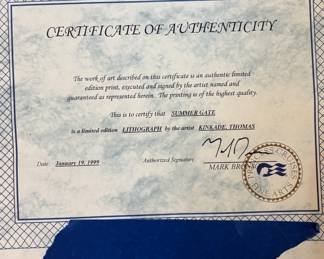 CERTIFICATE OF AUTHENTICITY
The work of art described on this certificate is an authentic limited
edition print, executed and signed by the artist named and
guaranteed as represented herein. The printing is of the highest quality.
This is to certify that SUMMER GATE
is a limited edition LITHOGRAPH by the artist KINKADE, THOMAS
Date January 19, 1999 Authorized Signature
MARK
FINE ARTS